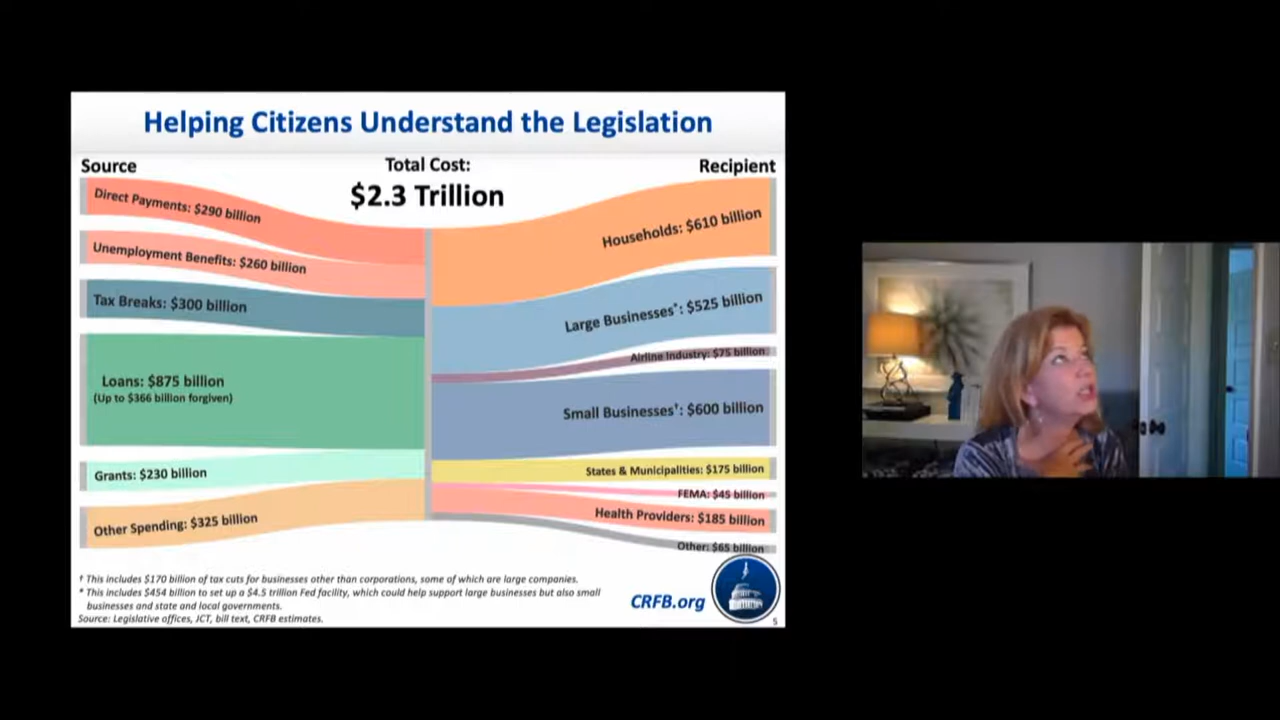 Helping Citizens Understand the Legislation
Source
Total Cost:
Recipient
$2.3 Trillion
Direct Payments: $290 billion
Unemployment Benefits: $260 billion
Tax Breaks: $300 billion
Loans: $875 billion
(Up to $366 billion forgiven)
Grants: $230 billion
Other Spending: $325 billion
Households: $610 billion
Large Businesses*: $525 billion
Airline Industry: $75 billion
Small Businesses†: $600 billion
States & Municipalities: $175 billion
FEMA: $45 billion
Health Providers: $185 billion
Other: $65 billion
† This includes $170 billion of tax cuts for businesses other than corporations, some of which are large companies.
* This includes $454 billion to set up a $4.5 trillion Fed facility, which could help support large businesses but also small
businesses and state and local governments.
Source: Legislative offices, JCT, bill text, CRFB estimates.
CRFB.org
5